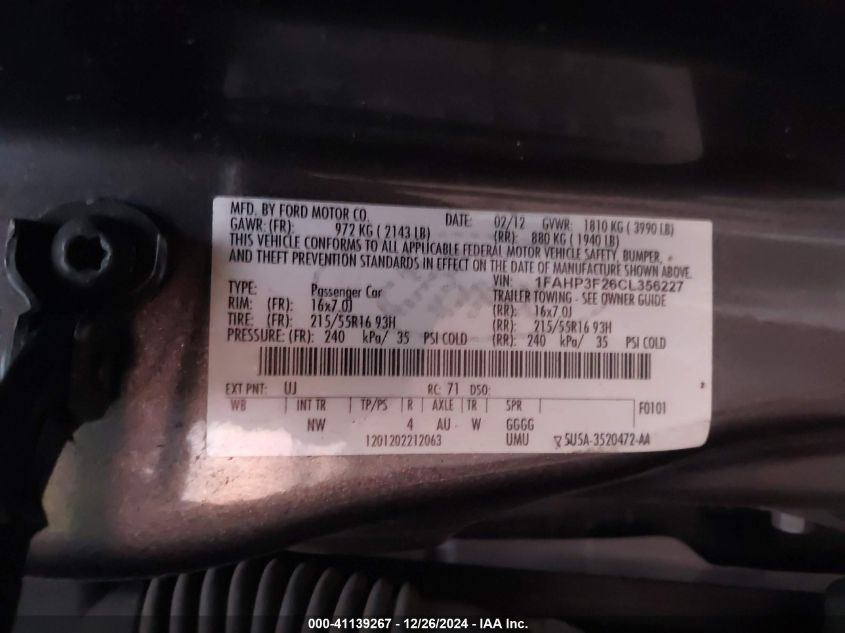 MFD. BY FORD MOTOR CO. DATE: 02/12 GVWR: 1810 KG ( 3990 LB)
GAWR: (FR): 972 KG ( 2143 LB) (RR): 880 KG ( 1940 LB)
THIS VEHICLE CONFORMS TO ALL APPLICABLE FEDERAL MOTOR VEHICLE SAFETY, BUMPER,
AND THEFT PREVENTION STANDARDS IN EFFECT ON THE DATE OF MANUFACTURE SHOWN ABOVE.
VIN: 1FAHP3F26CL356227
TYPE: Passenger Car TRAILER TOWING - SEE OWNER GUIDE
RIM: (FR): 16x7.0J (RR): 16x7.0J
TIRE: (FR): 215/55R16 93H (RR): 215/55R16 93H
PRESSURE: (FR): 240 kPa/ 35 PSI COLD (RR): 240 kPa/ 35 PSI COLD
EXT PNT: UJ RC: 71 DSO:
WB INT TR TP/PS R AXLE TR SPR F0101
NW 4 AU W GGGG
1201202212063 UMU 5U5A-3520472-AA
000-41139267 - 12/26/2024 - IAA Inc.